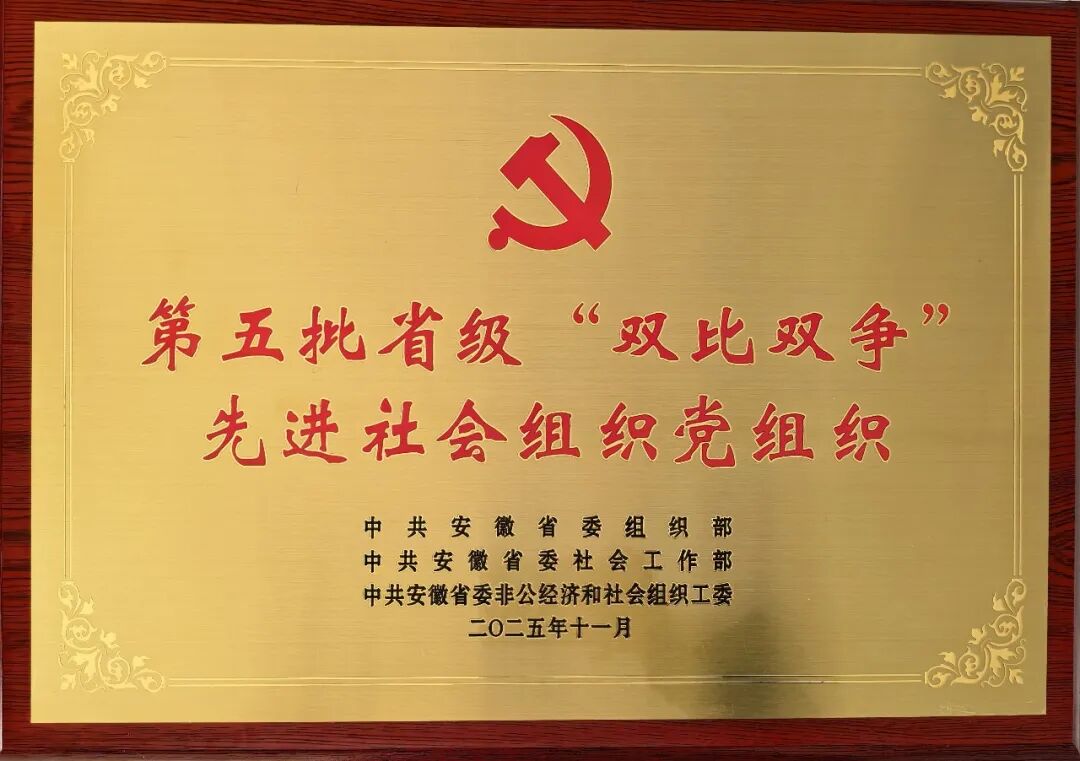 第五批省级“双比双争”
先进社会组织党组织
中共安徽省委组织部
中共安徽省委社会工作部
中共安徽省委非公经济和社会组织工委
二〇二五年十一月